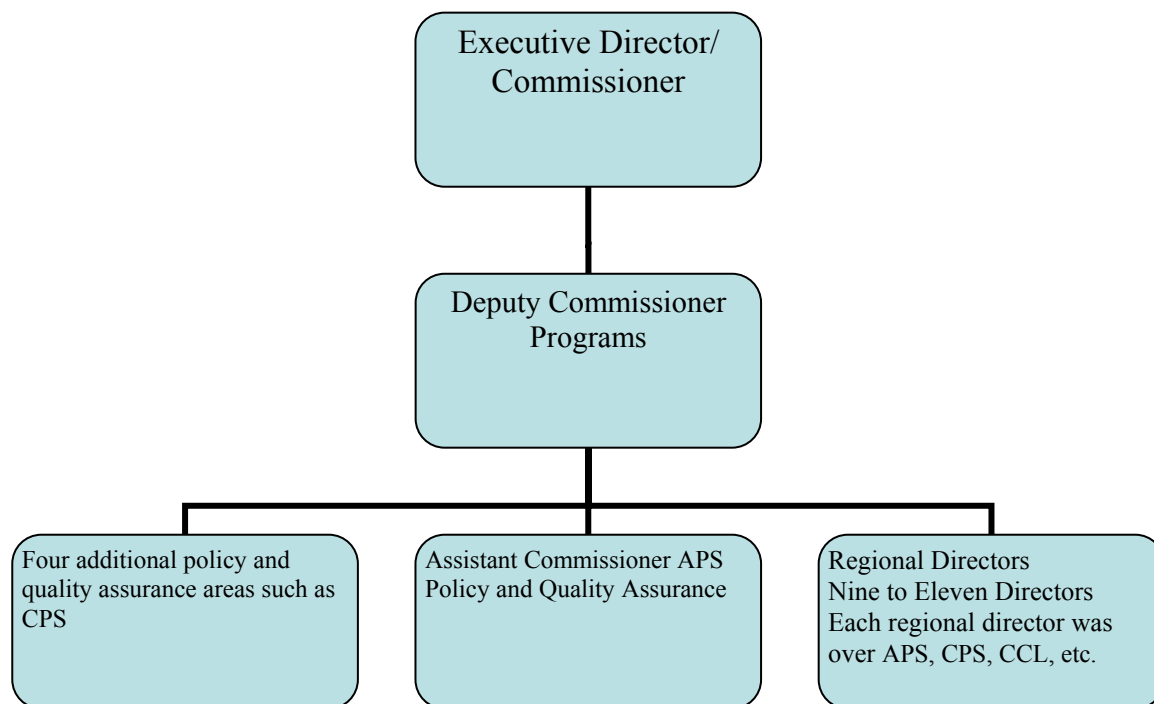 Executive Director/
Commissioner
Deputy Commissioner
Programs
Four additional policy and
quality assurance areas such as
CPS
Assistant Commissioner APS
Policy and Quality Assurance
Regional Directors
Nine to Eleven Directors
Each regional director was
over APS, CPS, CCL, etc.